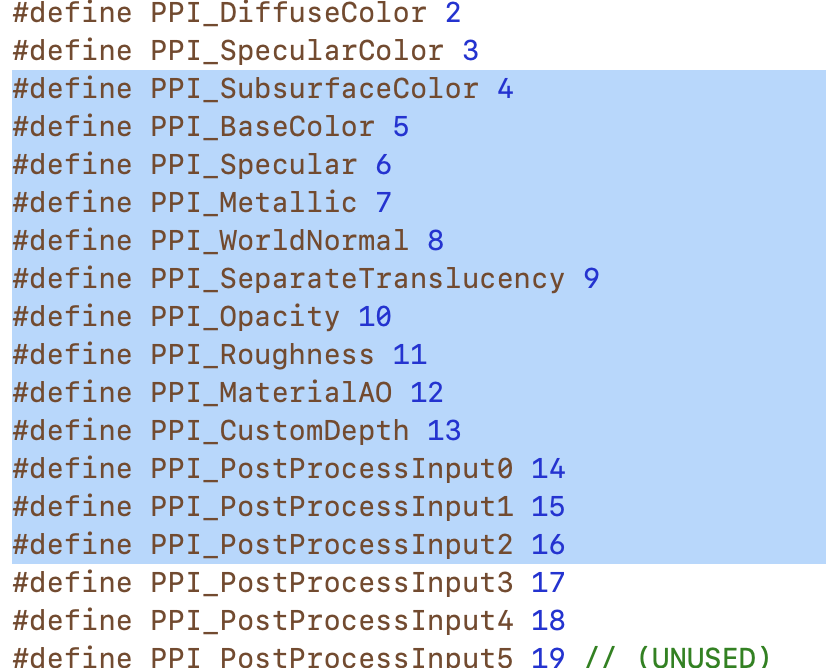 #define PPI_DiffuseColor 2
#define PPI_SpecularColor 3
#define PPI_SubsurfaceColor 4
#define PPI_BaseColor 5
#define PPI_Specular 6
#define PPI_Metallic 7
#define PPI_WorldNormal 8
#define PPI_SeparateTranslucency 9
#define PPI_Opacity 10
#define PPI_Roughness 11
#define PPI_MaterialAO 12
#define PPI_CustomDepth 13
#define PPI_PostProcessInput0 14
#define PPI_PostProcessInput1 15
#define PPI_PostProcessInput2 16
#define PPI_PostProcessInput3 17
#define PPI_PostProcessInput4 18
#define PPI_PostProcessInput5 19 // (UNUSED)